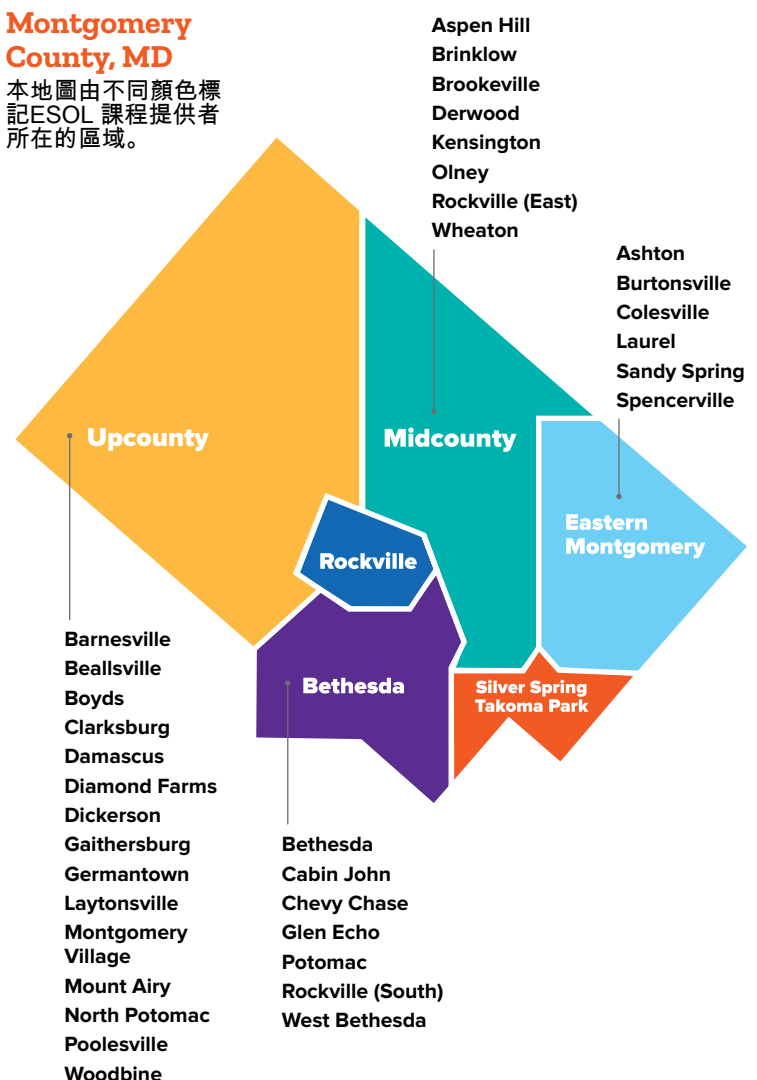 Montgomery
County, MD
本地圖由不同顏色標
記ESOL 課程提供者
所在的區域。
Aspen Hill
Brinklow
Brookeville
Derwood
Kensington
Olney
Rockville (East)
Wheaton
Ashton
Burtonsville
Colesville
Laurel
Sandy Spring
Spencerville
Upcounty
Midcounty
Eastern
Montgomery
Rockville
Bethesda
Silver Spring
Takoma Park
Barnesville
Beallsville
Boyds
Clarksburg
Damascus
Diamond Farms
Dickerson
Gaithersburg
Germantown
Laytonsville
Montgomery
Village
Mount Airy
North Potomac
Poolesville
Woodbine
Bethesda
Cabin John
Chevy Chase
Glen Echo
Potomac
Rockville (South)
West Bethesda